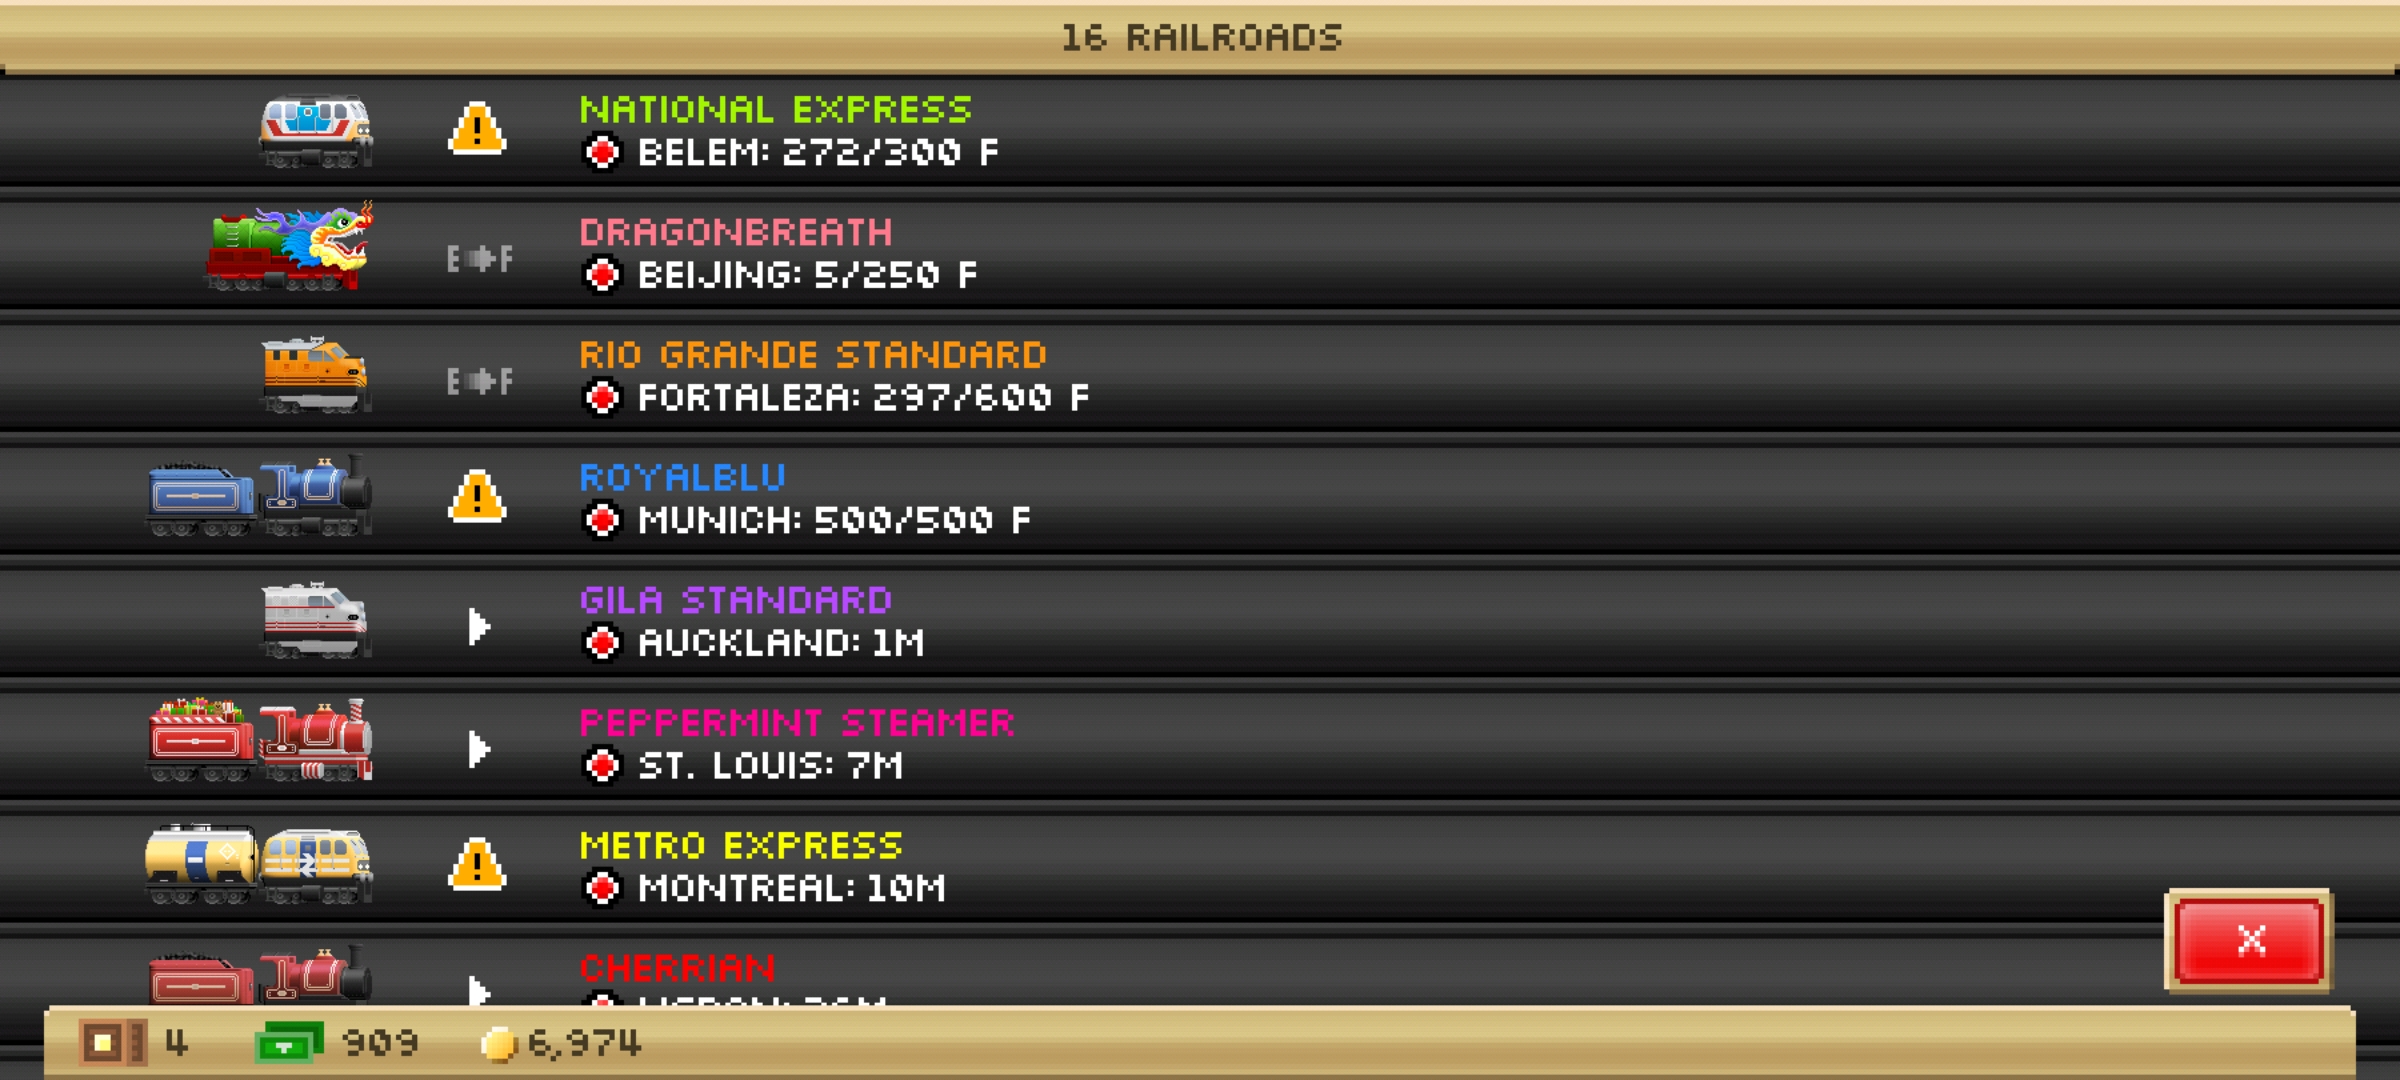 16 RAILROADS
NATIONAL EXPRESS
BELEM: 272/300 F
E F
DRAGONBREATH
BEIJING: 5/250 F
E F
RIO GRANDE STANDARD
FORTALEZA: 297/600 F
ROYALBLU
MUNICH: 500/500 F
GILA STANDARD
AUCKLAND: 1M
PEPPERMINT STEAMER
ST. LOUIS: 7M
METRO EXPRESS
MONTREAL: 10M
CHERRIAN
X
4 909 6,974